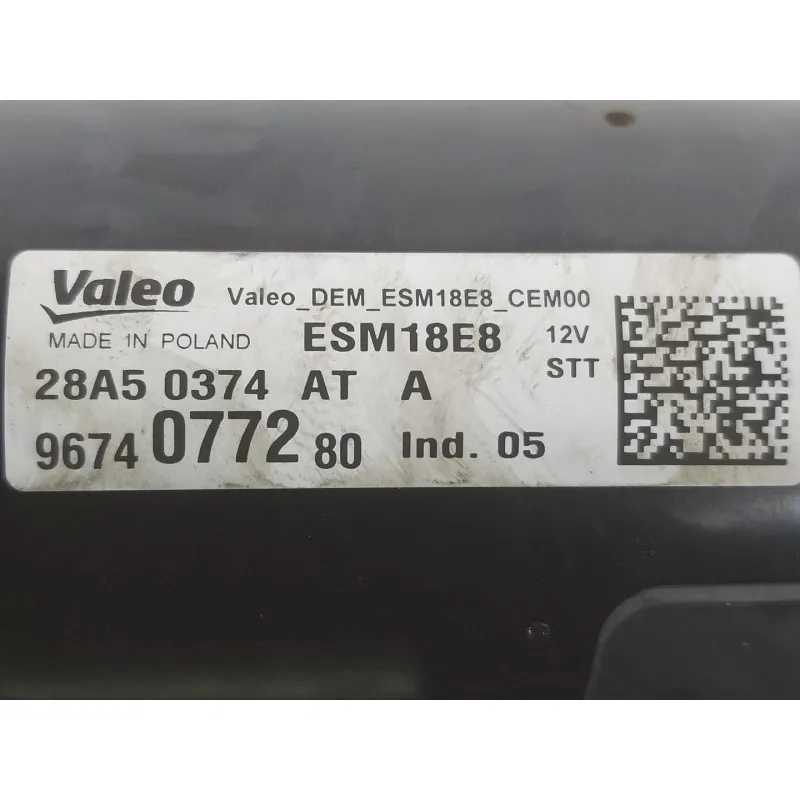 Valeo Valeo_DEM_ESM18E8_CEM00
MADE IN POLAND ESM18E8 12V
STT
28A5 0374 AT A
9674 0772 80 Ind. 05